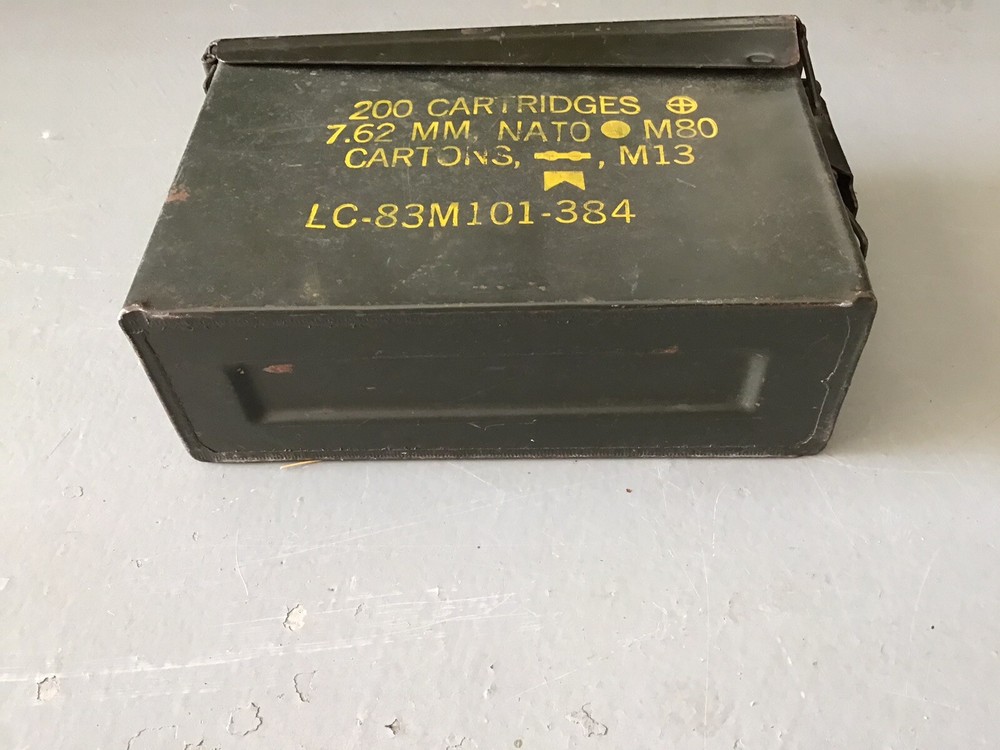 200 CARTRIDGES ⊕
7.62 MM. NATO ● M80
CARTONS, , M13
LC-83M101-384